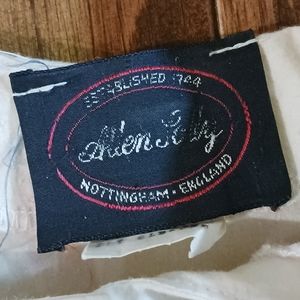 ESTABLISHED 1744
Allen Solly
NOTTINGHAM · ENGLAND